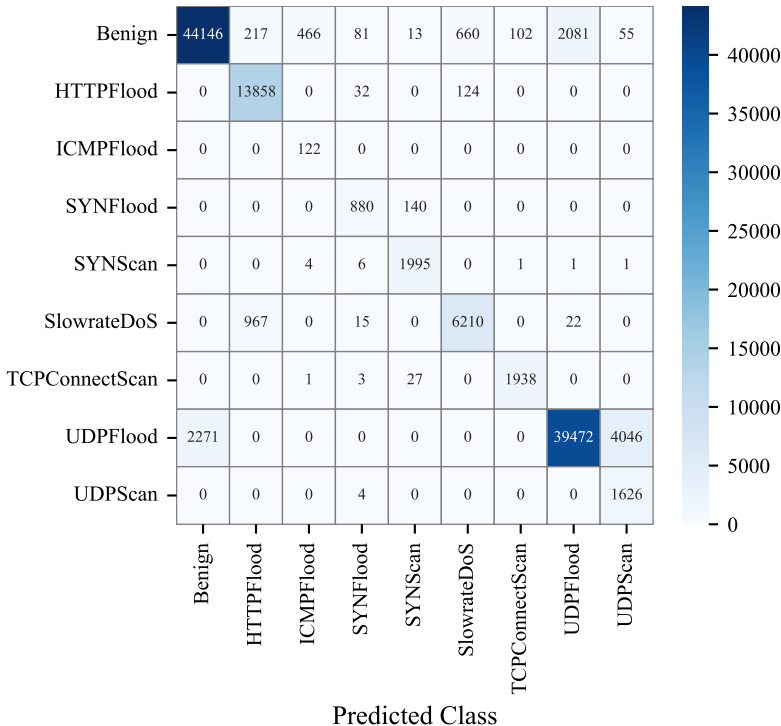 Benign 44146 217 466 81 13 660 102 2081 55
HTTPFlood 0 13858 0 32 0 124 0 0 0
ICMPFlood 0 0 122 0 0 0 0 0 0
SYNFlood 0 0 0 880 140 0 0 0 0
SYNScan 0 0 4 6 1995 0 1 1 1
SlowrateDoS 0 967 0 15 0 6210 0 22 0
TCPConnectScan 0 0 1 3 27 0 1938 0 0
UDPFlood 2271 0 0 0 0 0 0 39472 4046
UDPScan 0 0 0 4 0 0 0 0 1626
Benign
HTTPFlood
ICMPFlood
SYNFlood
SYNScan
SlowrateDoS
TCPConnectScan
UDPFlood
UDPScan
Predicted Class
40000
35000
30000
25000
20000
15000
10000
5000
0